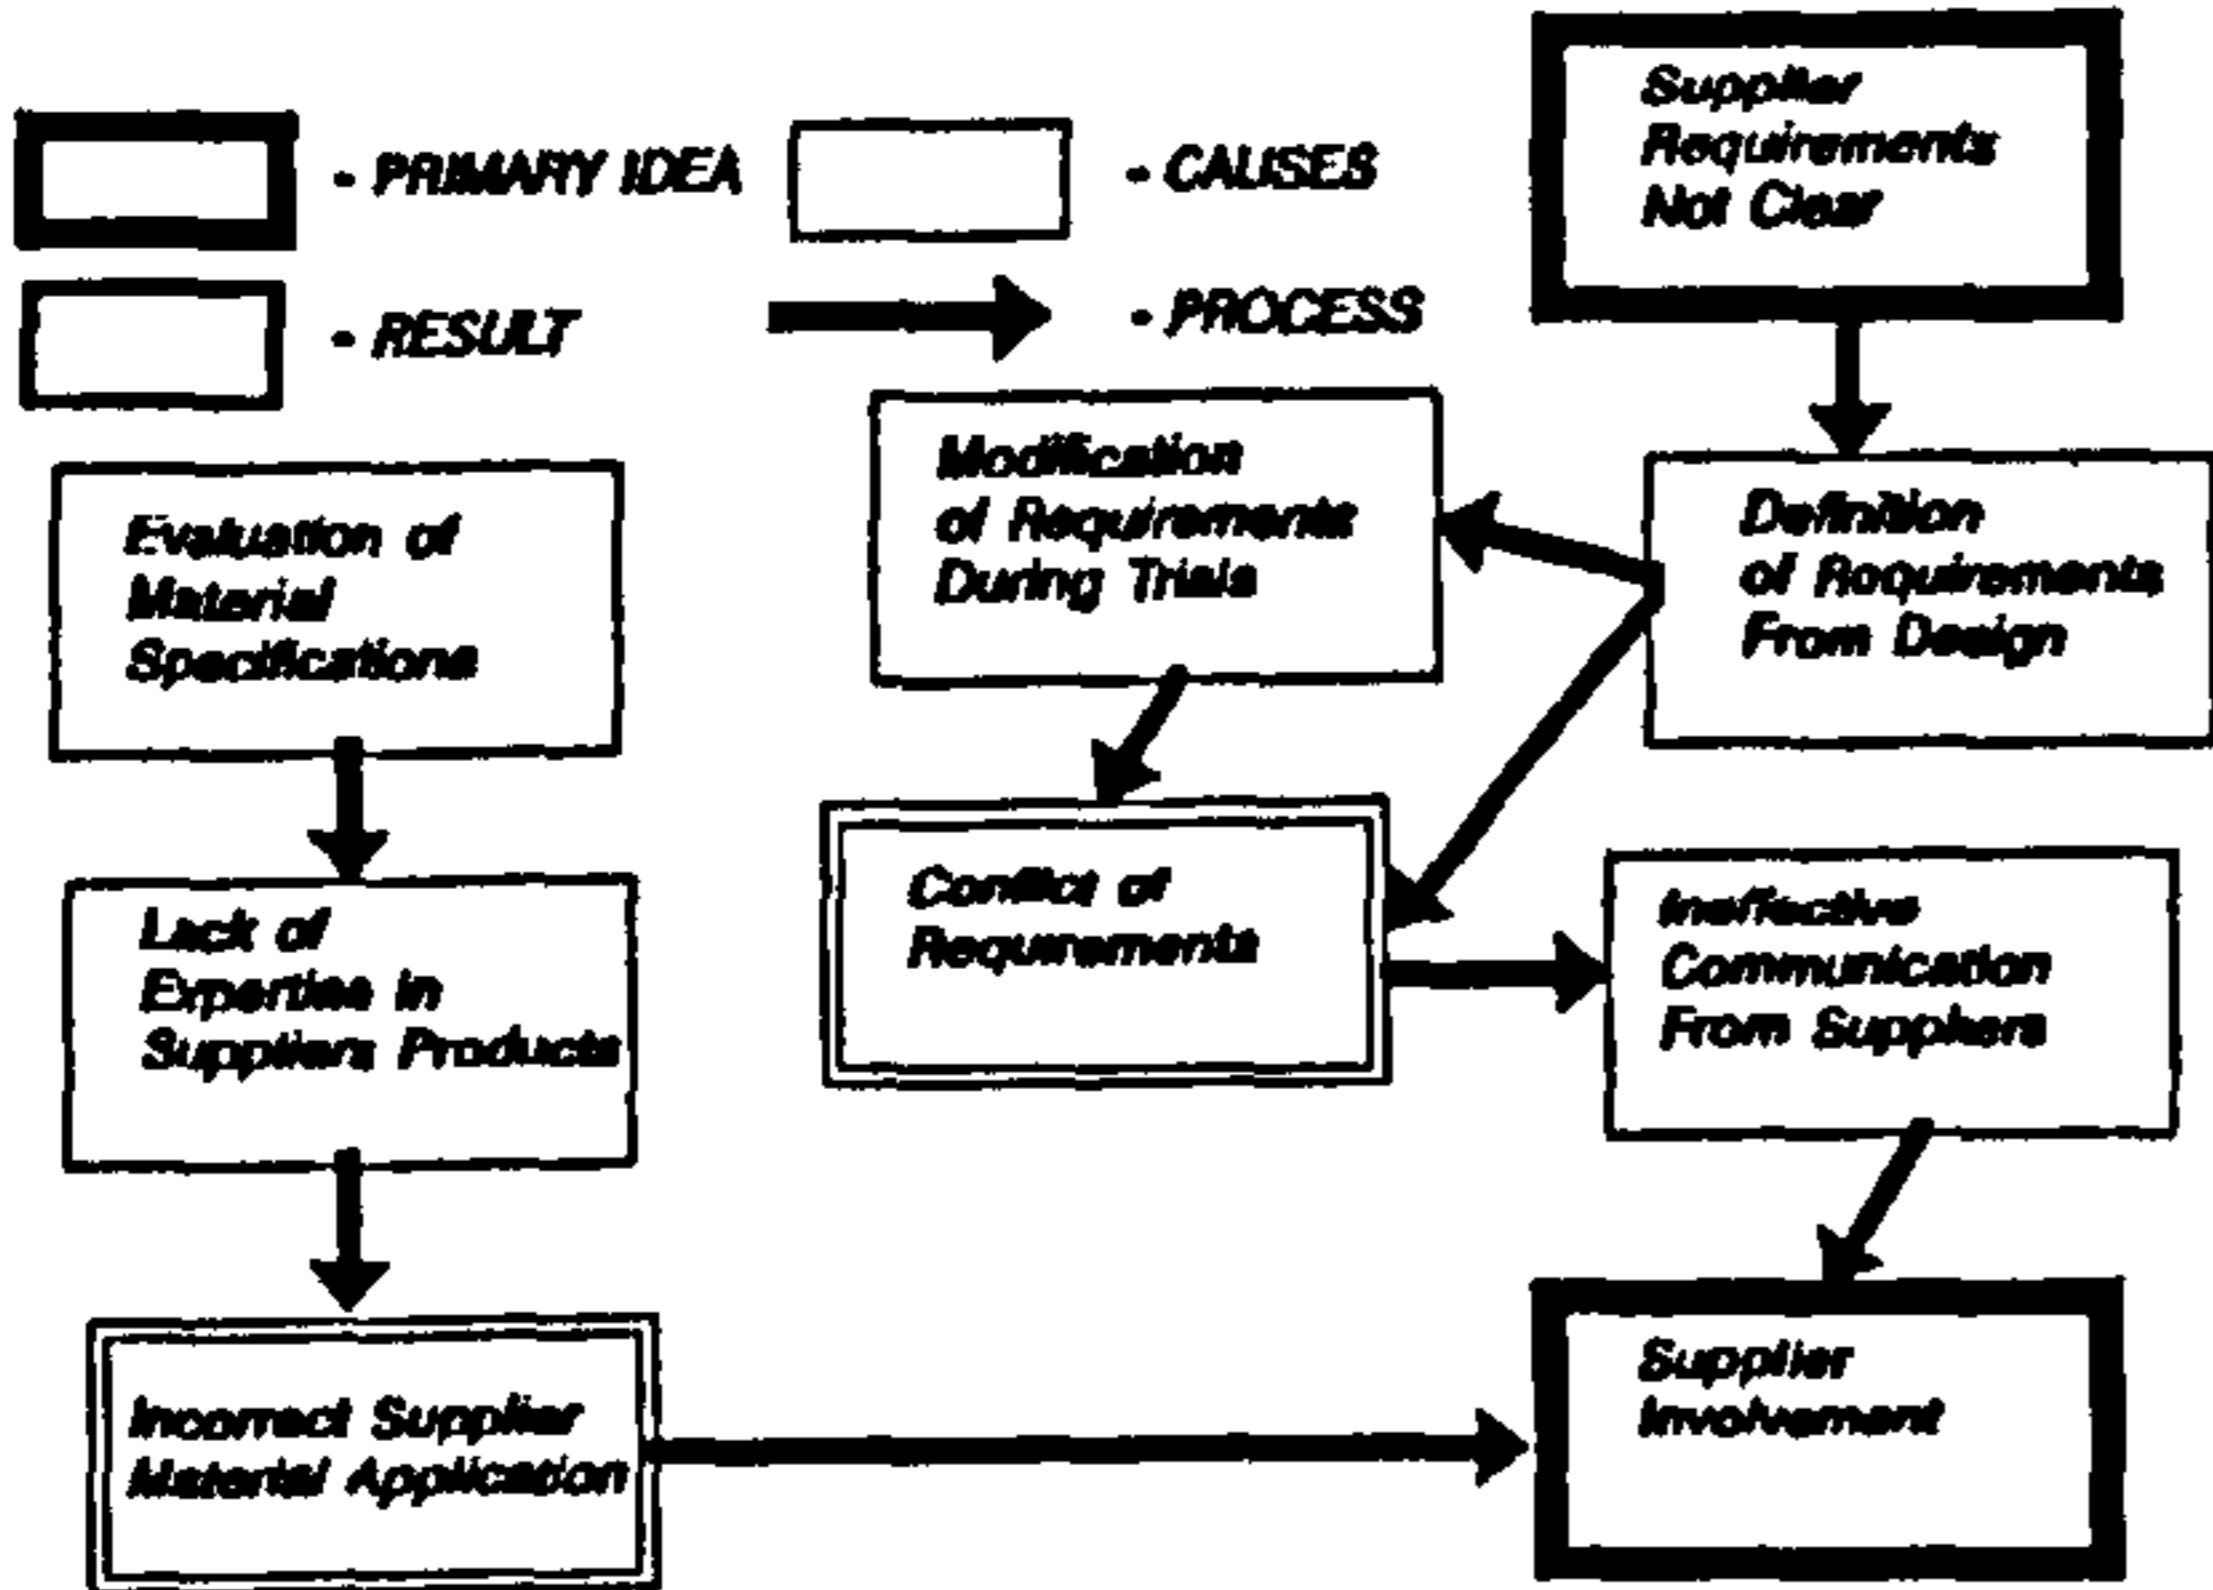 - PRIMARY IDEA
- CAUSES
- RESULT
- PROCESS
Supplier
Requirements
Not Clear
Modification
of Requirements
During Trials
Definition
of Requirements
From Design
Evaluation of
Material
Specifications
Lack of
Expertise in
Suppliers Products
Conflict of
Requirements
Ineffective
Communication
From Suppliers
Incorrect Supplier
Material Application
Supplier
Involvement